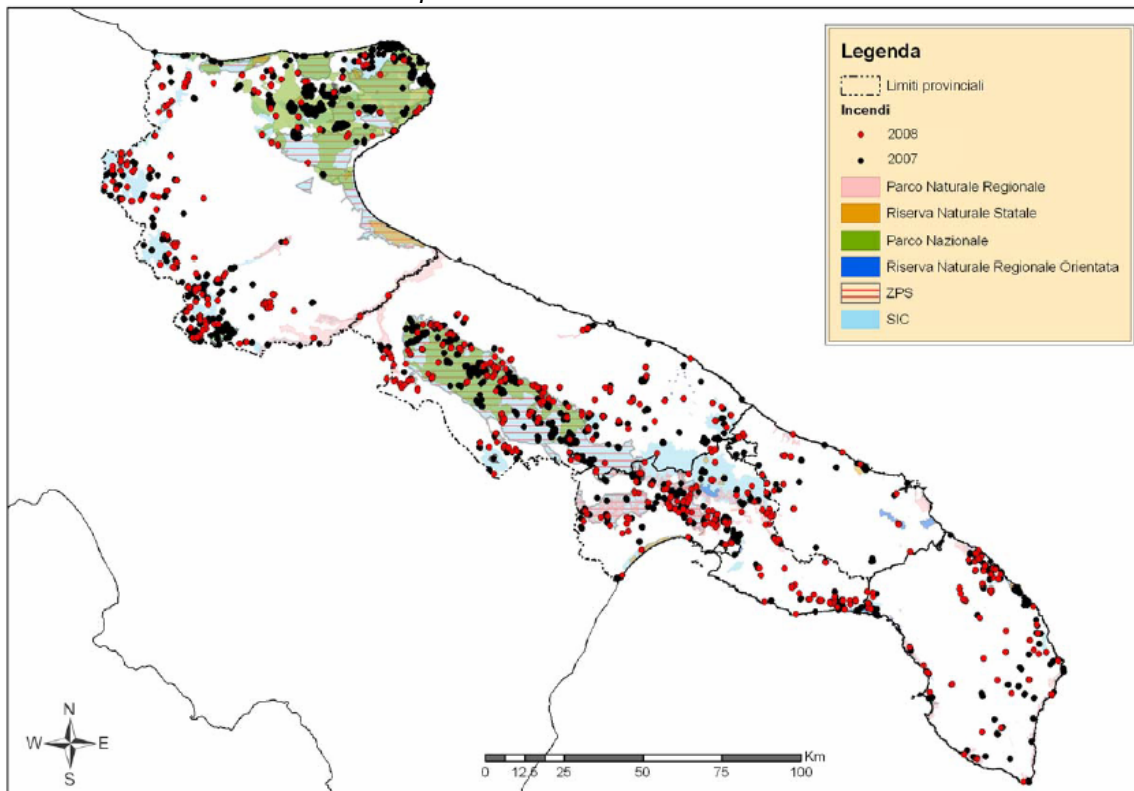 Legenda
Limiti provinciali
Incendi
2008
2007
Parco Naturale Regionale
Riserva Naturale Statale
Parco Nazionale
Riserva Naturale Regionale Orientata
ZPS
SIC
N
W E
S
Km
0 12,5 25 50 75 100